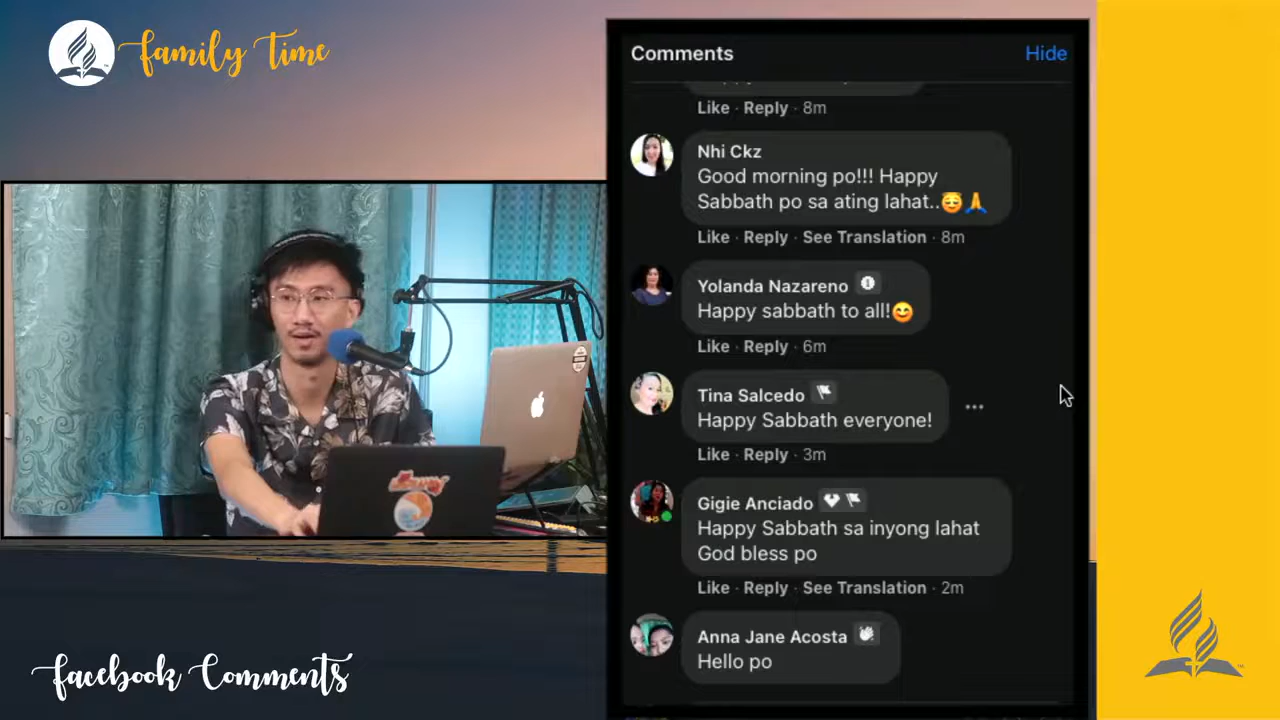 family Time
Comments
Hide
Like · Reply · 8m
Nhi Ckz
Good morning po!!! Happy
Sabbath po sa ating lahat..😇🙏
Like · Reply · See Translation · 8m
Yolanda Nazareno
Happy sabbath to all!😊
Like · Reply · 6m
Tina Salcedo
Happy Sabbath everyone!
Like · Reply · 3m
Gigie Anciado
Happy Sabbath sa inyong lahat
God bless po
Like · Reply · See Translation · 2m
Anna Jane Acosta
Hello po
facebook Comments